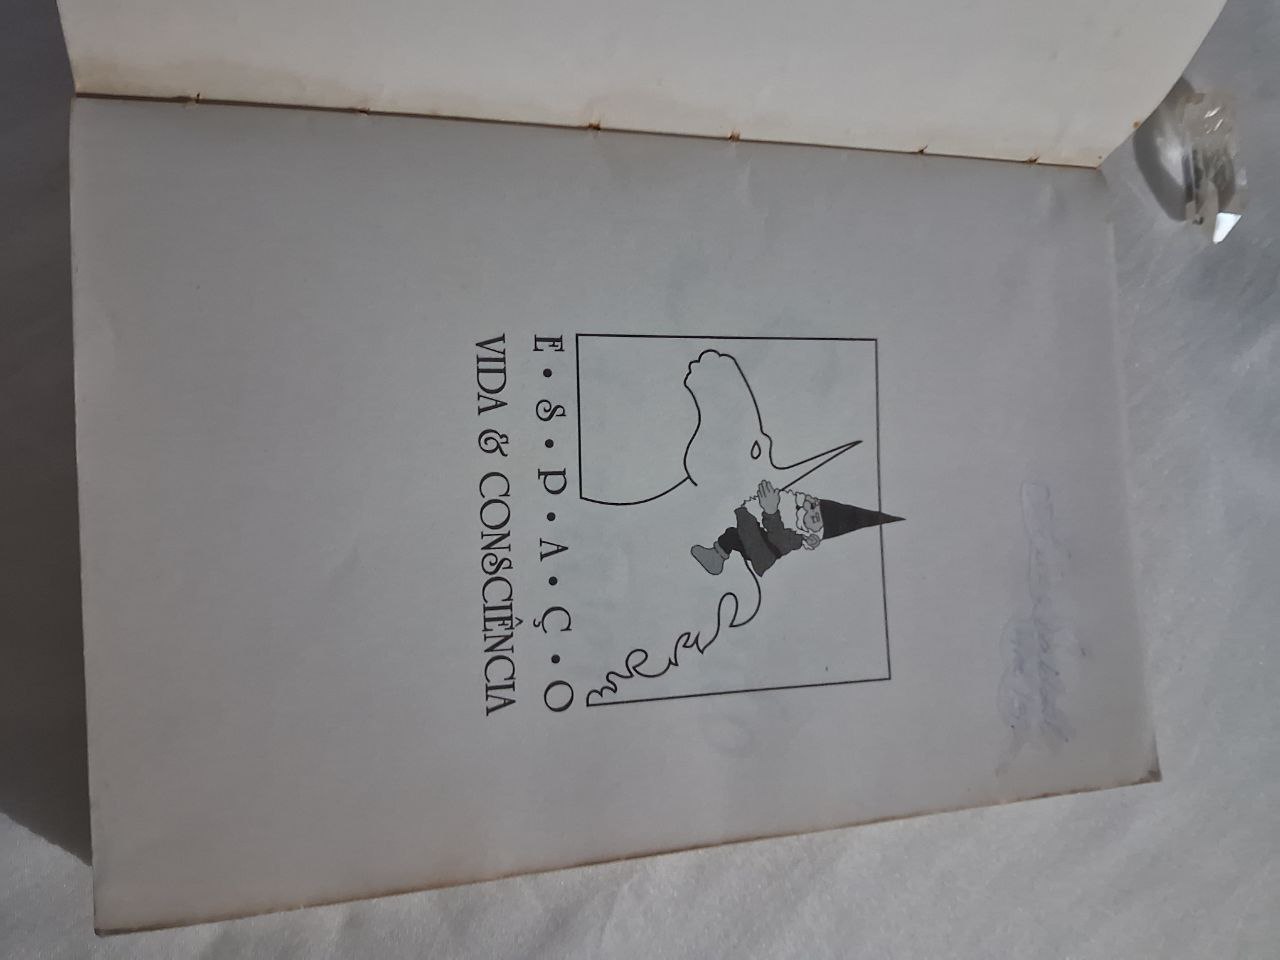 E • S • P • A • Ç • O
VIDA & CONSCIÊNCIA